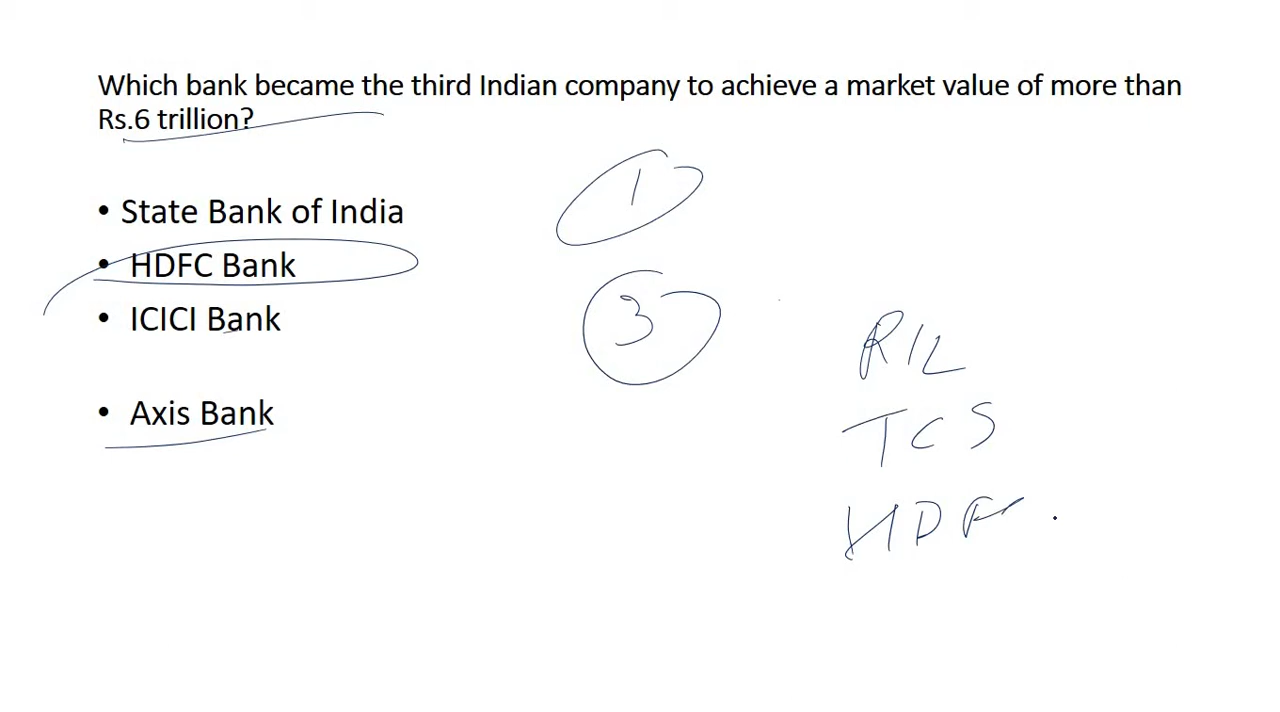 Which bank became the third Indian company to achieve a market value of more than
Rs.6 trillion?
• State Bank of India
• HDFC Bank
• ICICI Bank
• Axis Bank
1
3
RIL
TCS
HDF